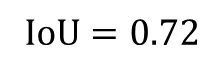 IoU = 0.72